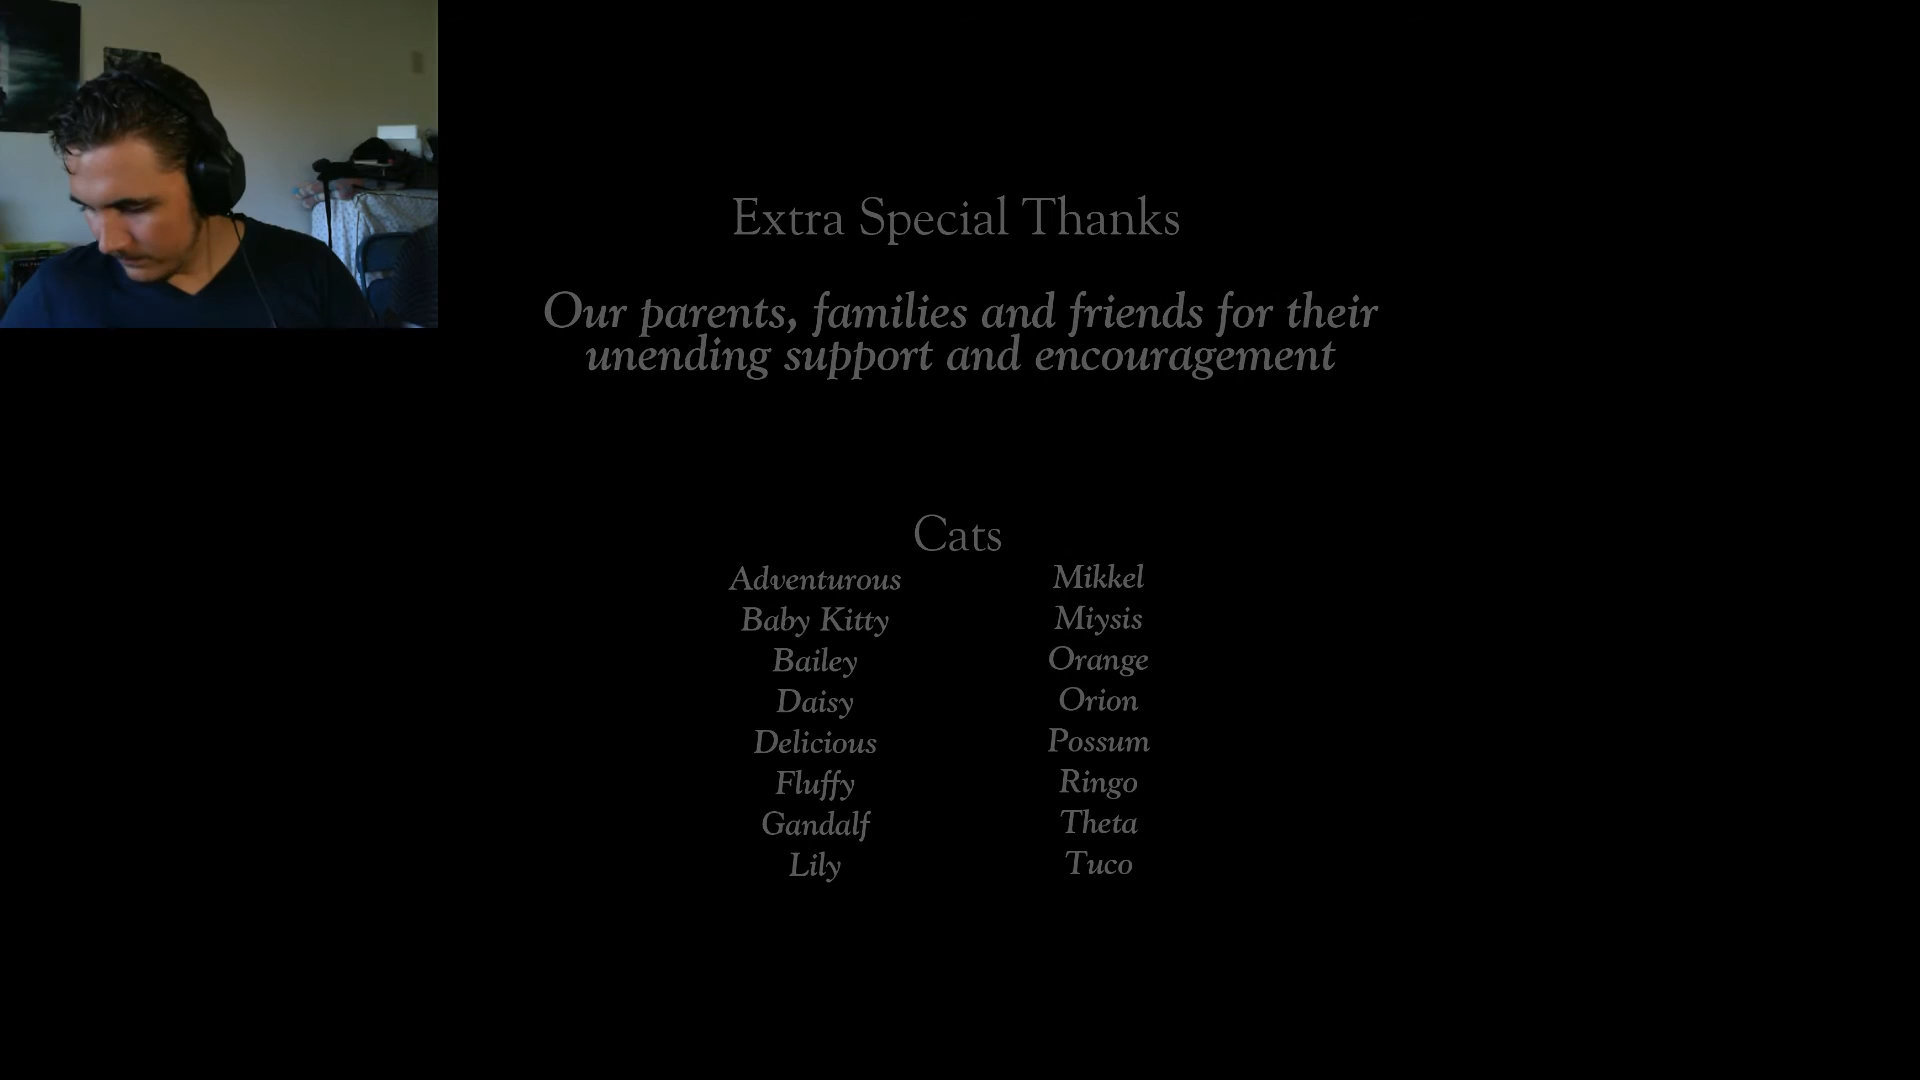 Extra Special Thanks
Our parents, families and friends for their
unending support and encouragement
Cats
Adventurous
Baby Kitty
Bailey
Daisy
Delicious
Fluffy
Gandalf
Lily
Mikkel
Miysis
Orange
Orion
Possum
Ringo
Theta
Tuco